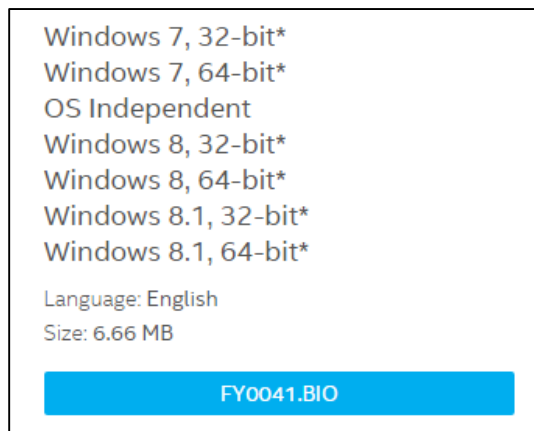 Windows 7, 32-bit*
Windows 7, 64-bit*
OS Independent
Windows 8, 32-bit*
Windows 8, 64-bit*
Windows 8.1, 32-bit*
Windows 8.1, 64-bit*
Language: English
Size: 6.66 MB
FY0041.BIO